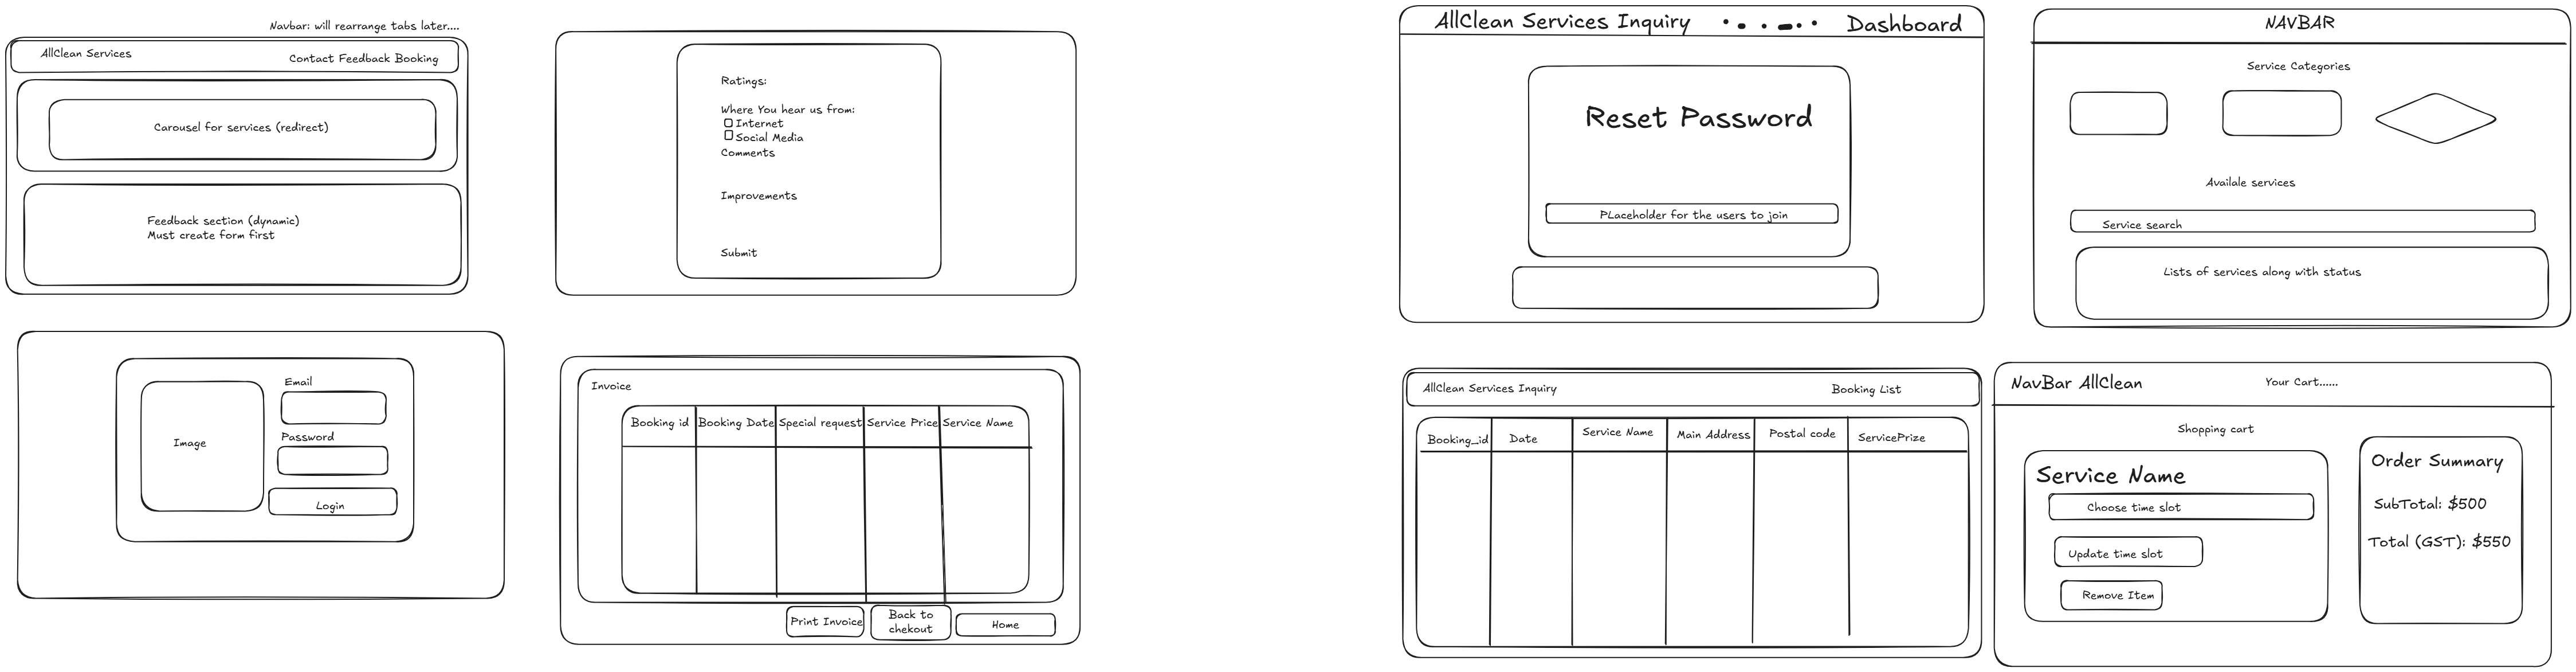 Navbar: will rearrange tabs later....
AllClean Services
Contact Feedback Booking
Carousel for services (redirect)
Feedback section (dynamic)
Must create form first
Ratings:
Where You hear us from:
Internet
Social Media
Comments
Improvements
Submit
AllClean Services Inquiry
Dashboard
Reset Password
PLaceholder for the users to join
NAVBAR
Service Categories
Availale services
Service search
Lists of services along with status
Image
Email
Password
Login
Invoice
Booking id Booking Date Special request Service Price Service Name
Print Invoice
Back to
chekout
Home
AllClean Services Inquiry
Booking List
Booking_id Date Service Name Main Address Postal code ServicePrize
NavBar AllClean
Your Cart......
Shopping cart
Service Name
Choose time slot
Update time slot
Remove Item
Order Summary
SubTotal: $500
Total (GST): $550